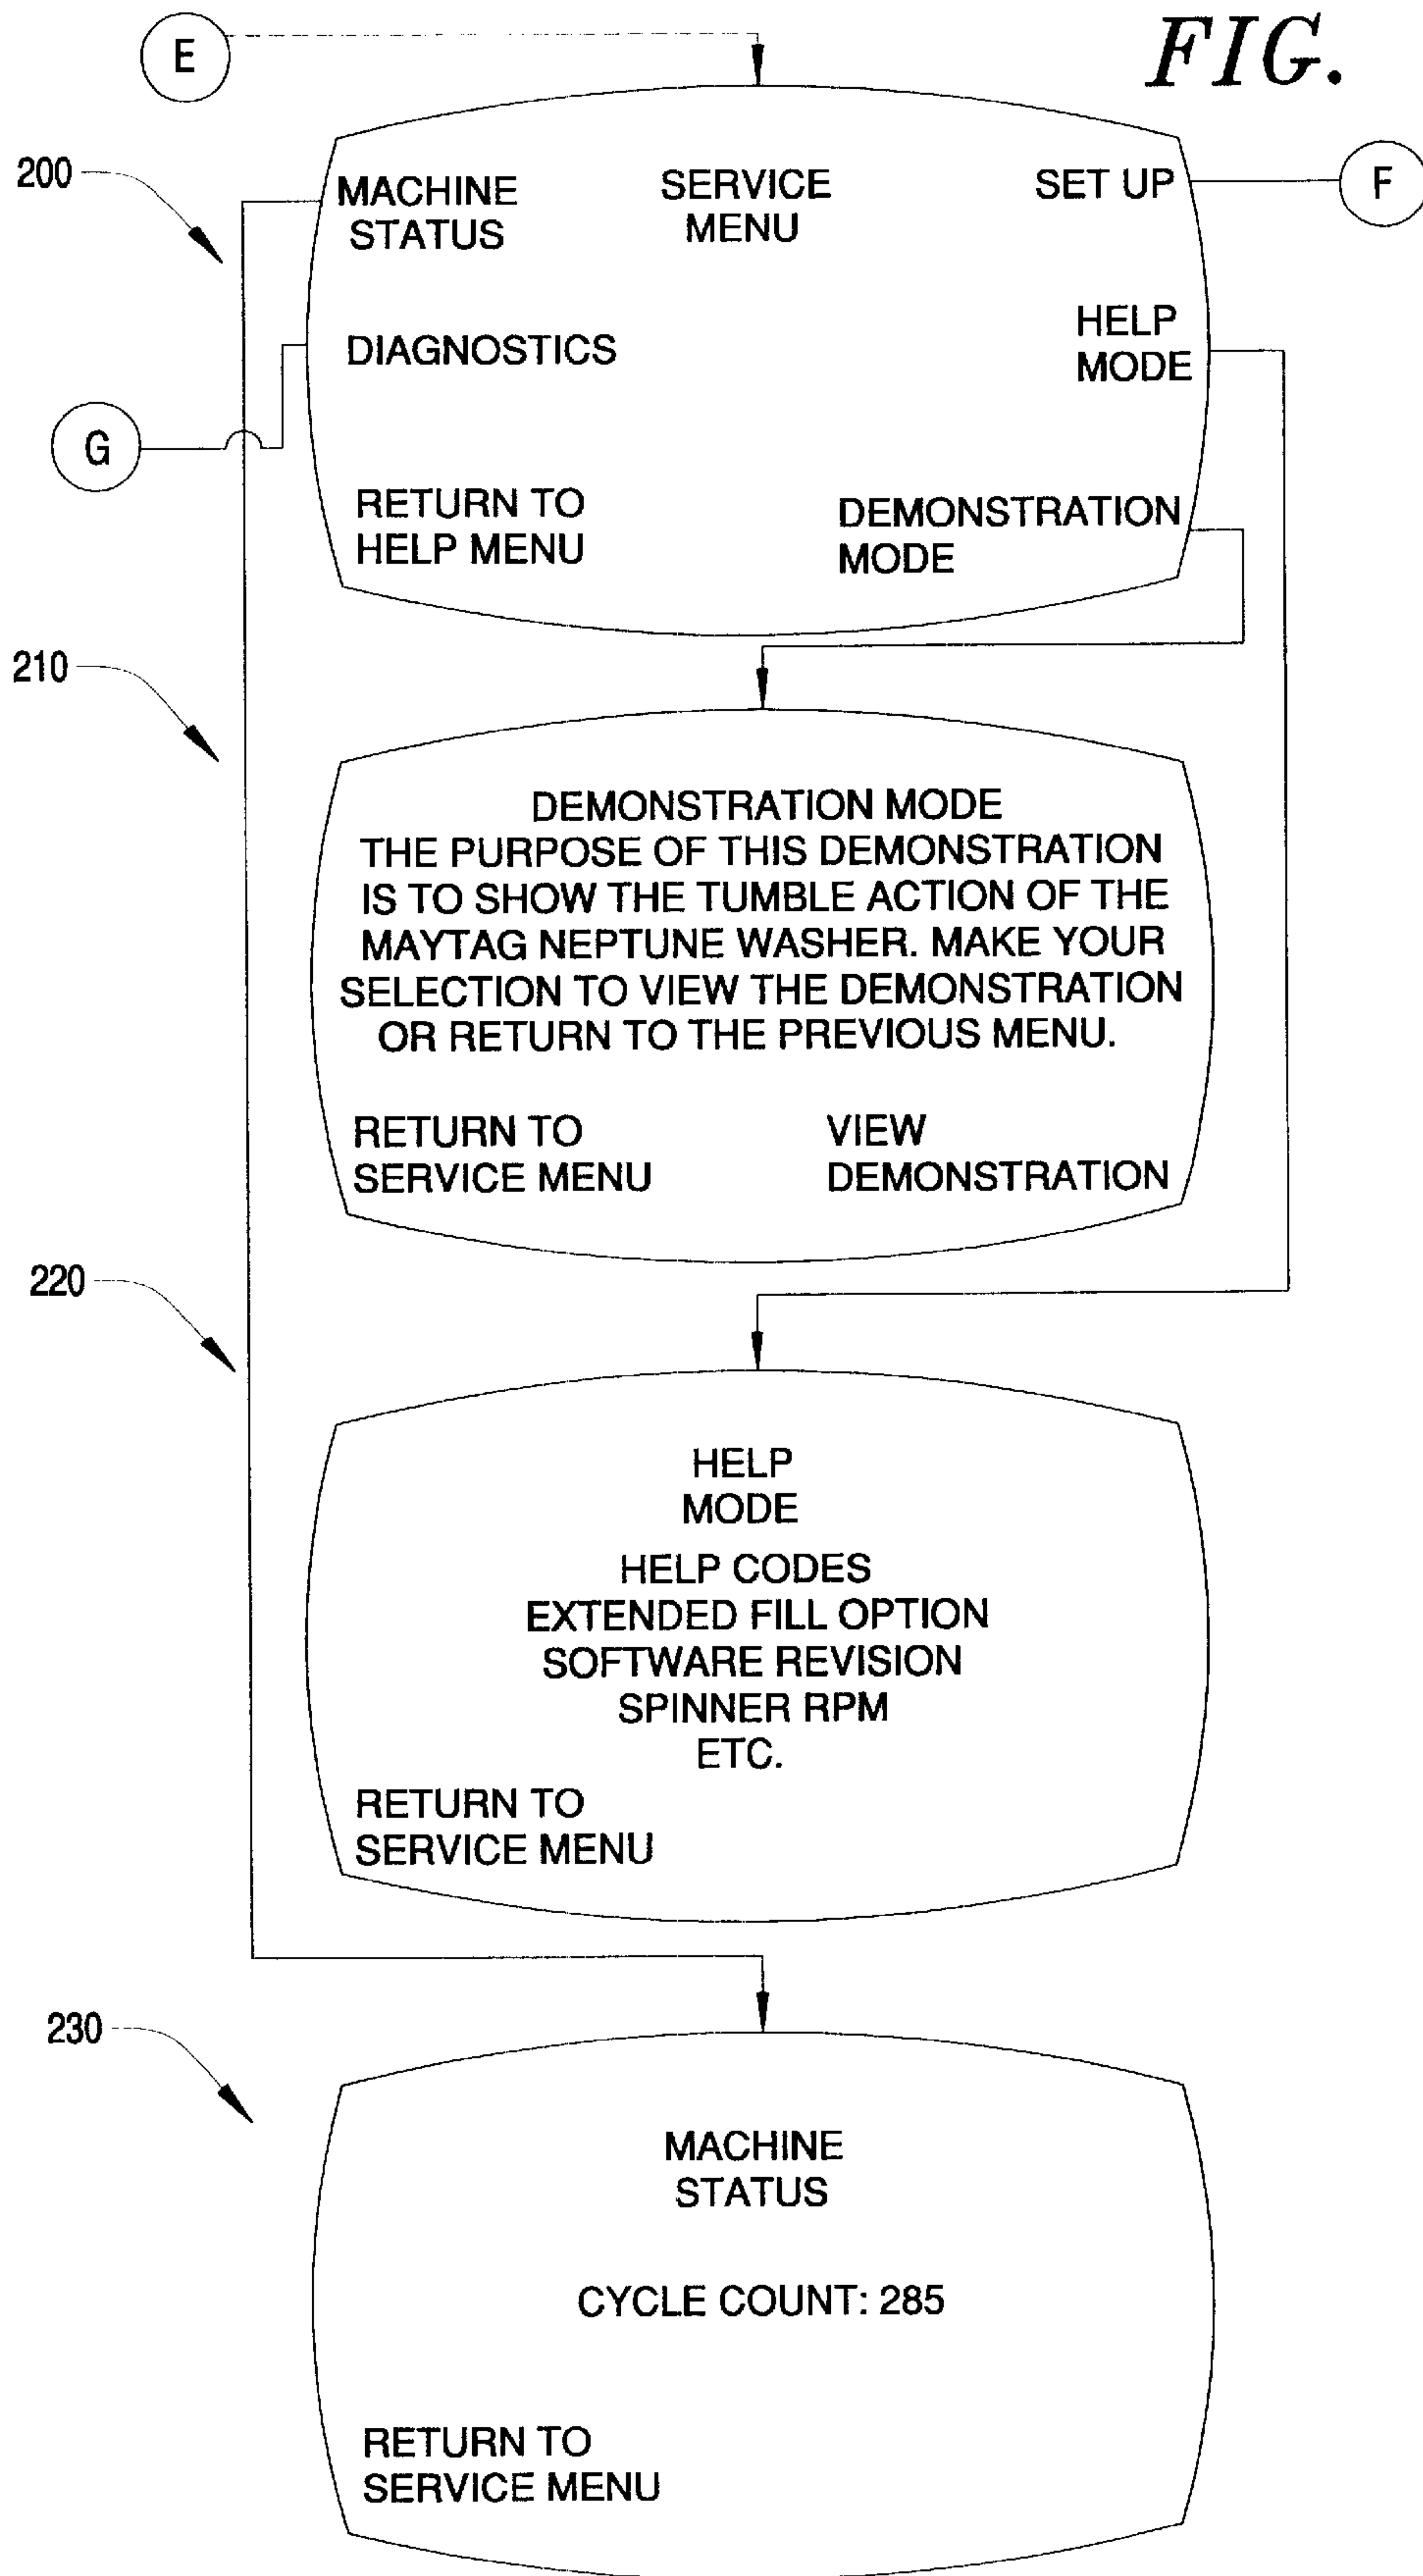 E
FIG.
200
MACHINE STATUS
SERVICE MENU
SET UP
F
DIAGNOSTICS
HELP MODE
G
RETURN TO
HELP MENU
DEMONSTRATION
MODE
210
DEMONSTRATION MODE
THE PURPOSE OF THIS DEMONSTRATION
IS TO SHOW THE TUMBLE ACTION OF THE
MAYTAG NEPTUNE WASHER. MAKE YOUR
SELECTION TO VIEW THE DEMONSTRATION
OR RETURN TO THE PREVIOUS MENU.
RETURN TO
SERVICE MENU
VIEW
DEMONSTRATION
220
HELP
MODE
HELP CODES
EXTENDED FILL OPTION
SOFTWARE REVISION
SPINNER RPM
ETC.
RETURN TO
SERVICE MENU
230
MACHINE
STATUS
CYCLE COUNT: 285
RETURN TO
SERVICE MENU